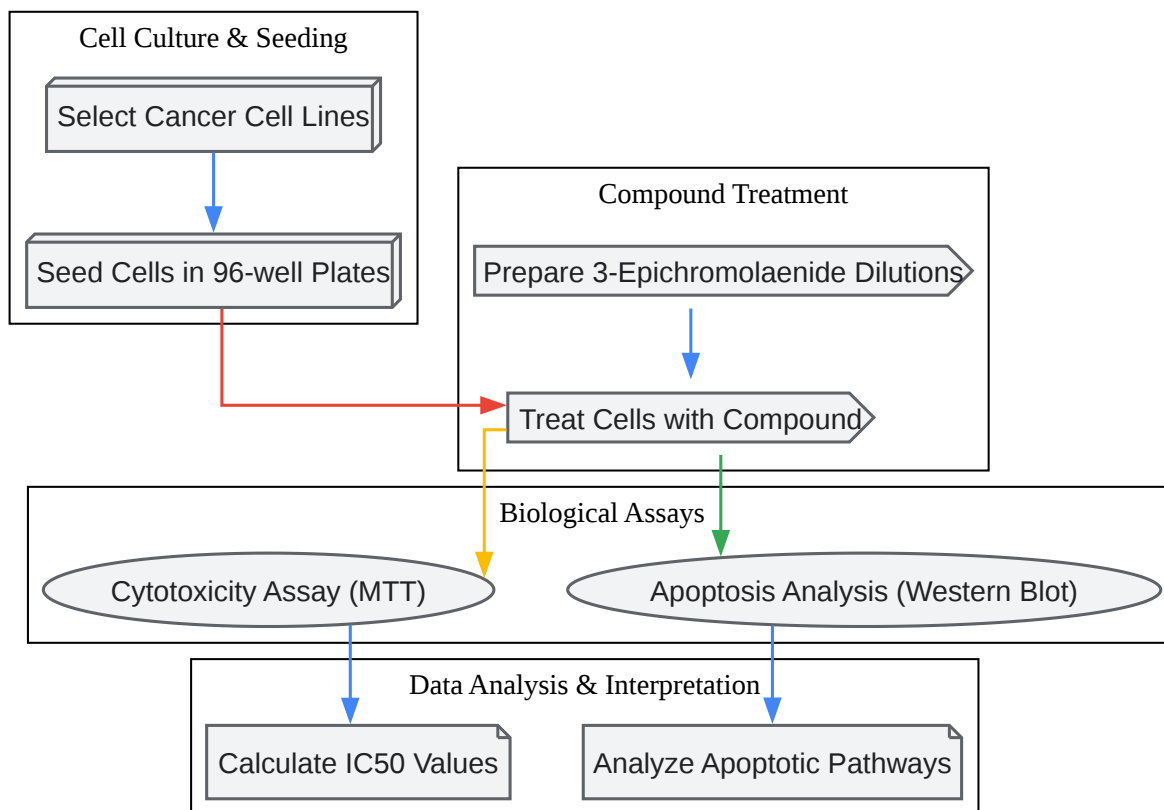 Cell Culture & Seeding
Select Cancer Cell Lines
Seed Cells in 96-well Plates
Compound Treatment
Prepare 3-Epichromolaenide Dilutions
Treat Cells with Compound
Biological Assays
Cytotoxicity Assay (MTT)
Apoptosis Analysis (Western Blot)
Data Analysis & Interpretation
Calculate IC50 Values
Analyze Apoptotic Pathways